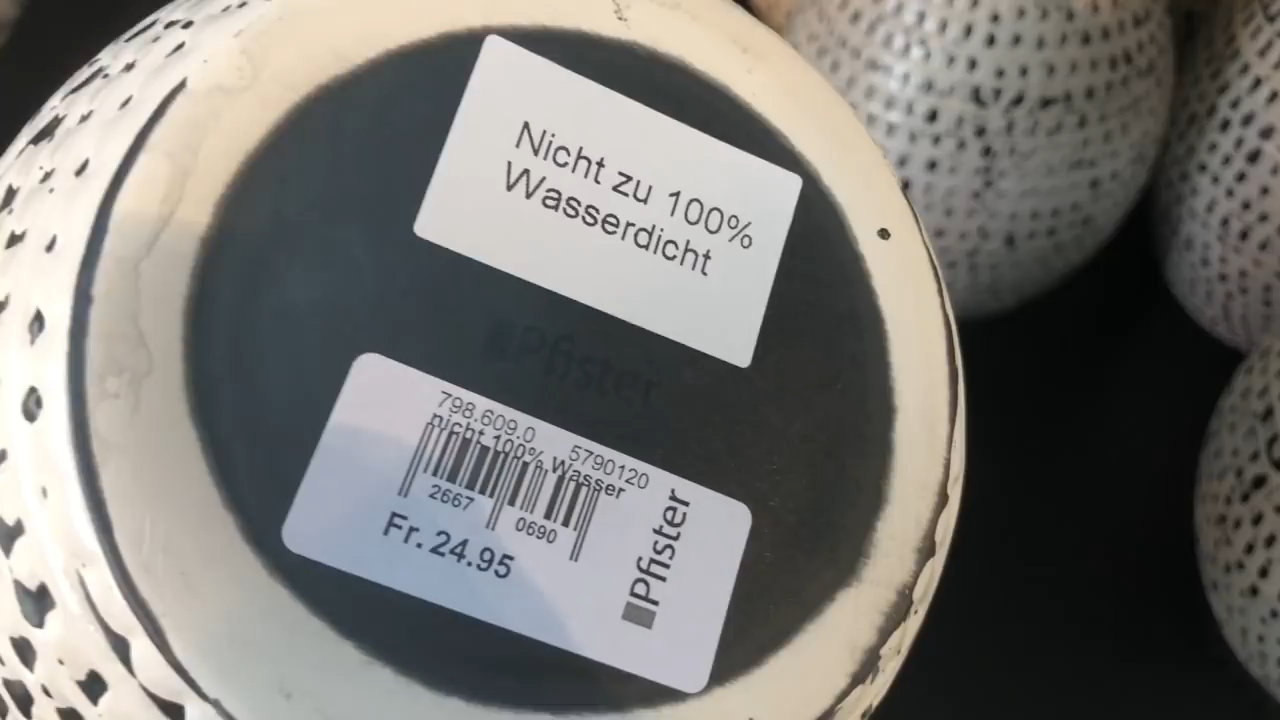 Nicht zu 100%
Wasserdicht
Pfister
798.609.0 5790120
nicht 100% Wasser
2667 0690
Fr. 24.95
Pfister